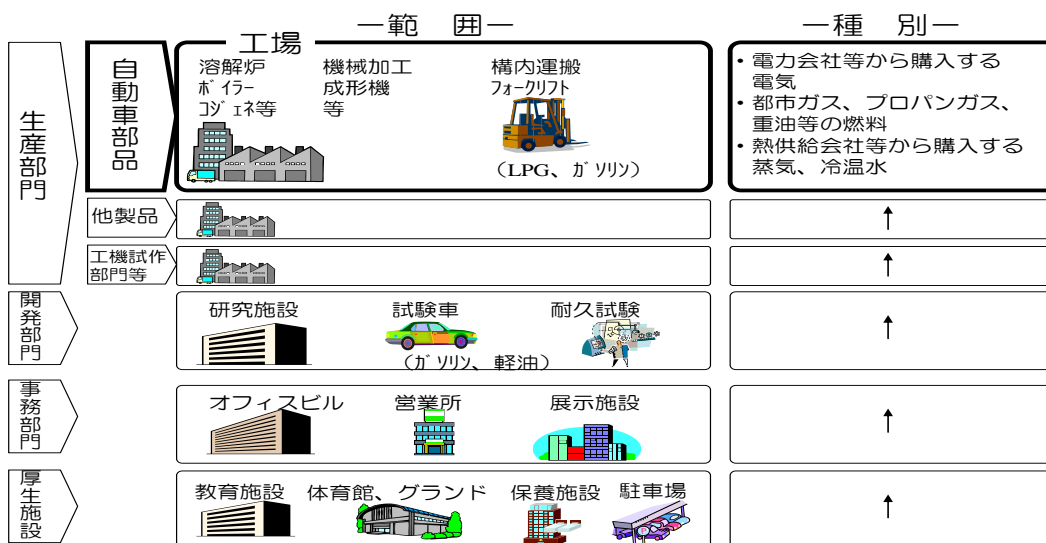 ―範　囲―
―種　別―
生産部門
自動車部品
工場
溶解炉
ﾎﾞｲﾗｰ
ｺｼﾞｪﾈ等
機械加工
成形機
等
構内運搬
ﾌｫｰｸﾘﾌﾄ
（LPG、ｶﾞｿﾘﾝ）
・電力会社等から購入する
電気
・都市ガス、プロパンガス、
重油等の燃料
・熱供給会社等から購入する
蒸気、冷温水
他製品
↑
工機試作
部門等
↑
開発部門
研究施設
試験車
（ｶﾞｿﾘﾝ、軽油）
耐久試験
↑
事務部門
オフィスビル
営業所
展示施設
↑
厚生施設
教育施設
体育館、グランド
保養施設
駐車場
↑